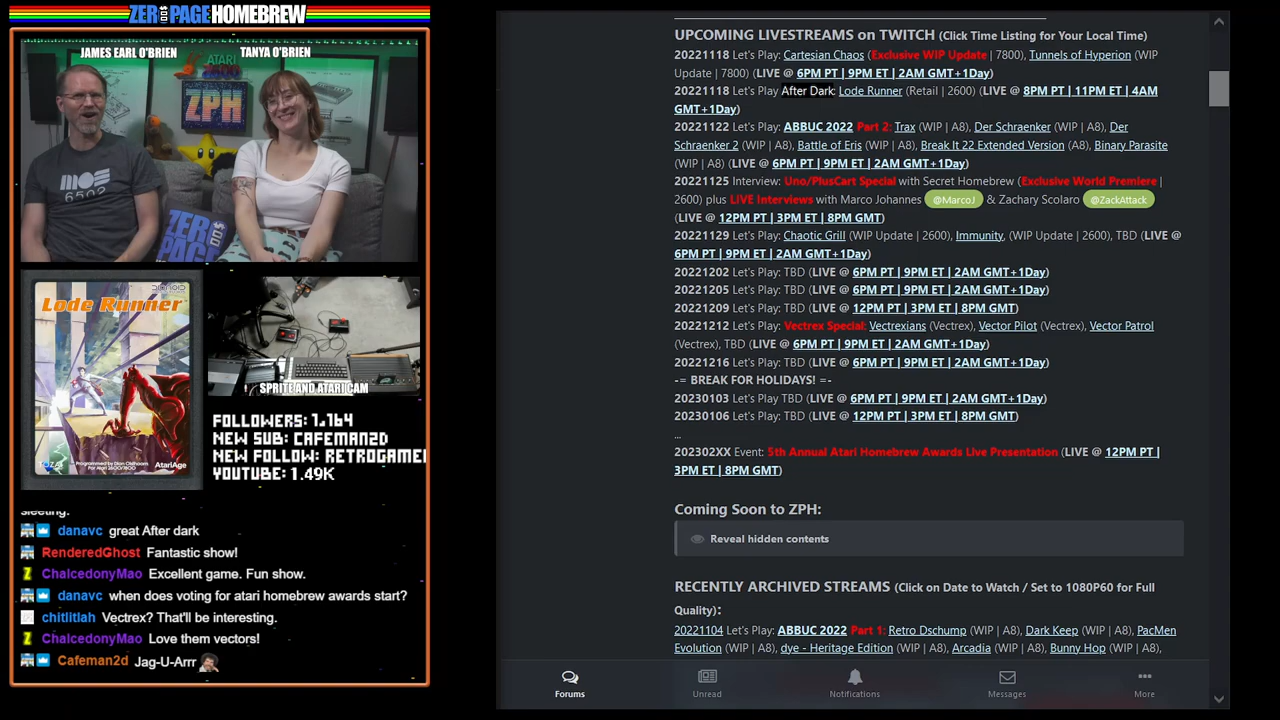 ZEROPAGE HOMEBREW
JAMES EARL O'BRIEN
TANYA O'BRIEN
ATARI
ZPH
MOS
6502
ZERO PAGE
Lode Runner
Programmed by Dion Olsthoorn
For Atari 2600/7800
AtariAge
SPRITE AND ATARI CAM
FOLLOWERS: 1,164
NEW SUB: CAFEMAN2D
NEW FOLLOW: RETROGAMER
YOUTUBE: 1.49K
sleeting.
danavc great After dark
RenderedGhost Fantastic show!
ChalcedonyMao Excellent game. Fun show.
danavc when does voting for atari homebrew awards start?
chitlitlah Vectrex? That'll be interesting.
ChalcedonyMao Love them vectors!
Cafeman2d Jag-U-Arrr
UPCOMING LIVESTREAMS on TWITCH (Click Time Listing for Your Local Time)
20221118 Let's Play: Cartesian Chaos (Exclusive WIP Update | 7800), Tunnels of Hyperion (WIP
Update | 7800) (LIVE @ 6PM PT | 9PM ET | 2AM GMT+1Day)
20221118 Let's Play After Dark: Lode Runner (Retail | 2600) (LIVE @ 8PM PT | 11PM ET | 4AM
GMT+1Day)
20221122 Let's Play: ABBUC 2022 Part 2: Trax (WIP | A8), Der Schraenker (WIP | A8), Der
Schraenker 2 (WIP | A8), Battle of Eris (WIP | A8), Break It 22 Extended Version (A8), Binary Parasite
(WIP | A8) (LIVE @ 6PM PT | 9PM ET | 2AM GMT+1Day)
20221125 Interview: Uno/PlusCart Special with Secret Homebrew (Exclusive World Premiere |
2600) plus LIVE Interviews with Marco Johannes @MarcoJ & Zachary Scolaro @ZackAttack
(LIVE @ 12PM PT | 3PM ET | 8PM GMT)
20221129 Let's Play: Chaotic Grill (WIP Update | 2600), Immunity, (WIP Update | 2600), TBD (LIVE @
6PM PT | 9PM ET | 2AM GMT+1Day)
20221202 Let's Play: TBD (LIVE @ 6PM PT | 9PM ET | 2AM GMT+1Day)
20221205 Let's Play: TBD (LIVE @ 6PM PT | 9PM ET | 2AM GMT+1Day)
20221209 Let's Play: TBD (LIVE @ 12PM PT | 3PM ET | 8PM GMT)
20221212 Let's Play: Vectrex Special: Vectrexians (Vectrex), Vector Pilot (Vectrex), Vector Patrol
(Vectrex), TBD (LIVE @ 6PM PT | 9PM ET | 2AM GMT+1Day)
20221216 Let's Play: TBD (LIVE @ 6PM PT | 9PM ET | 2AM GMT+1Day)
-= BREAK FOR HOLIDAYS! =-
20230103 Let's Play TBD (LIVE @ 6PM PT | 9PM ET | 2AM GMT+1Day)
20230106 Let's Play: TBD (LIVE @ 12PM PT | 3PM ET | 8PM GMT)
...
202302XX Event: 5th Annual Atari Homebrew Awards Live Presentation (LIVE @ 12PM PT |
3PM ET | 8PM GMT)
Coming Soon to ZPH:
Reveal hidden contents
RECENTLY ARCHIVED STREAMS (Click on Date to Watch / Set to 1080P60 for Full
Quality):
20221104 Let's Play: ABBUC 2022 Part 1: Retro Dschump (WIP | A8), Dark Keep (WIP | A8), PacMen
Evolution (WIP | A8), dye - Heritage Edition (WIP | A8), Arcadia (WIP | A8), Bunny Hop (WIP | A8),
Forums
Unread
Notifications
Messages
More